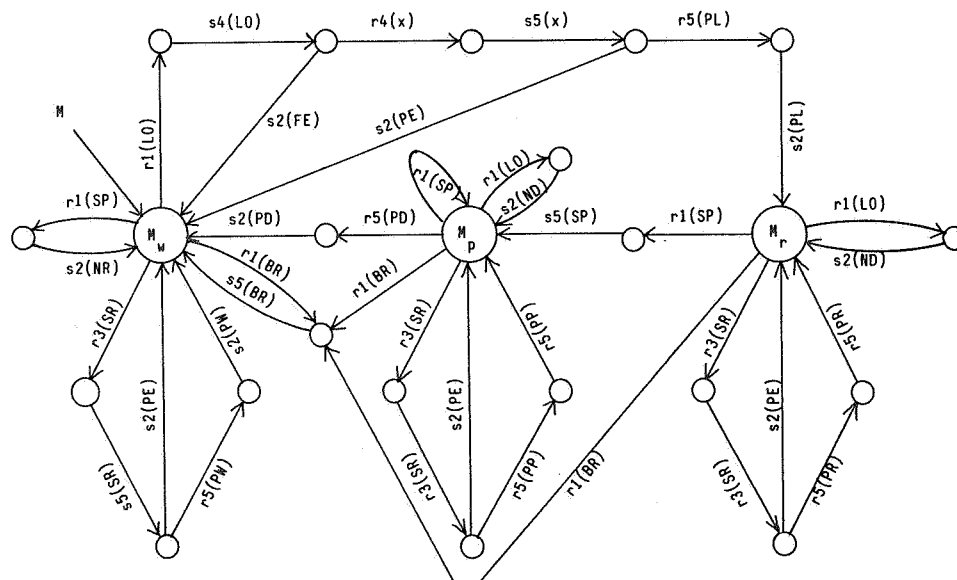 s4(LO) r4(x) s5(x) r5(PL)
M
r1(LO)
s2(FE)
s2(PE)
s2(PL)
r1(SP)
s2(NR)
Mw
s2(PD)
r5(PD)
r1(SP)
r1(LO)
s2(ND)
Mp
s5(SP)
r1(SP)
Mr
r1(LO)
s2(ND)
r1(BR)
s5(BR)
r1(BR)
r3(SR)
s2(PE)
s2(PW)
s5(SR)
r5(PW)
r3(SR)
s2(PE)
r5(PP)
r3(SR)
r5(PP)
r1(BR)
r3(SR)
s2(PE)
r5(PR)
r3(SR)
r5(PR)